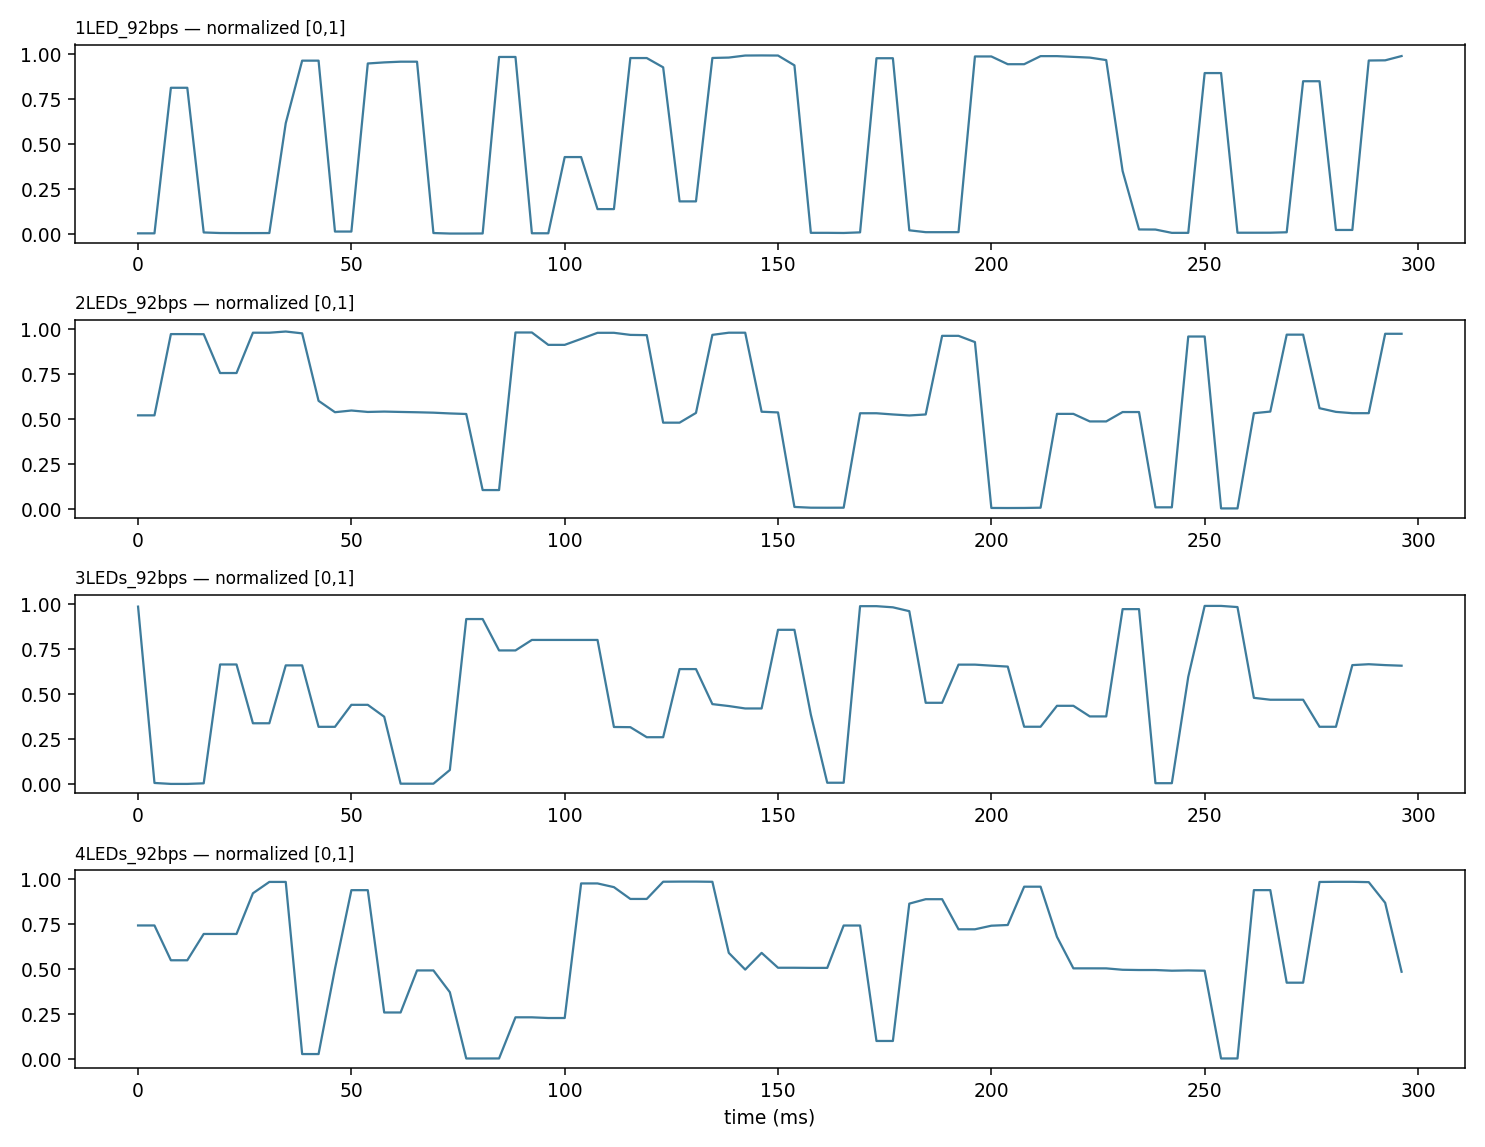 1LED_92bps — normalized [0,1]
1.00
0.75
0.50
0.25
0.00
0 50 100 150 200 250 300
2LEDs_92bps — normalized [0,1]
1.00
0.75
0.50
0.25
0.00
0 50 100 150 200 250 300
3LEDs_92bps — normalized [0,1]
1.00
0.75
0.50
0.25
0.00
0 50 100 150 200 250 300
4LEDs_92bps — normalized [0,1]
1.00
0.75
0.50
0.25
0.00
0 50 100 150 200 250 300
time (ms)